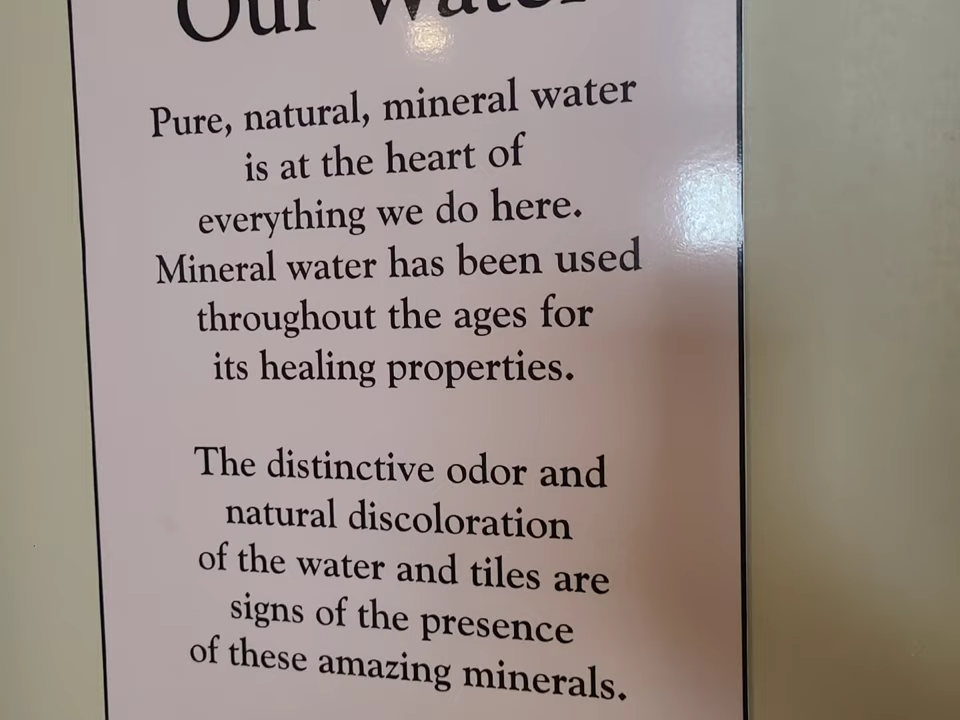 Our Water
Pure, natural, mineral water
is at the heart of
everything we do here.
Mineral water has been used
throughout the ages for
its healing properties.
The distinctive odor and
natural discoloration
of the water and tiles are
signs of the presence
of these amazing minerals.